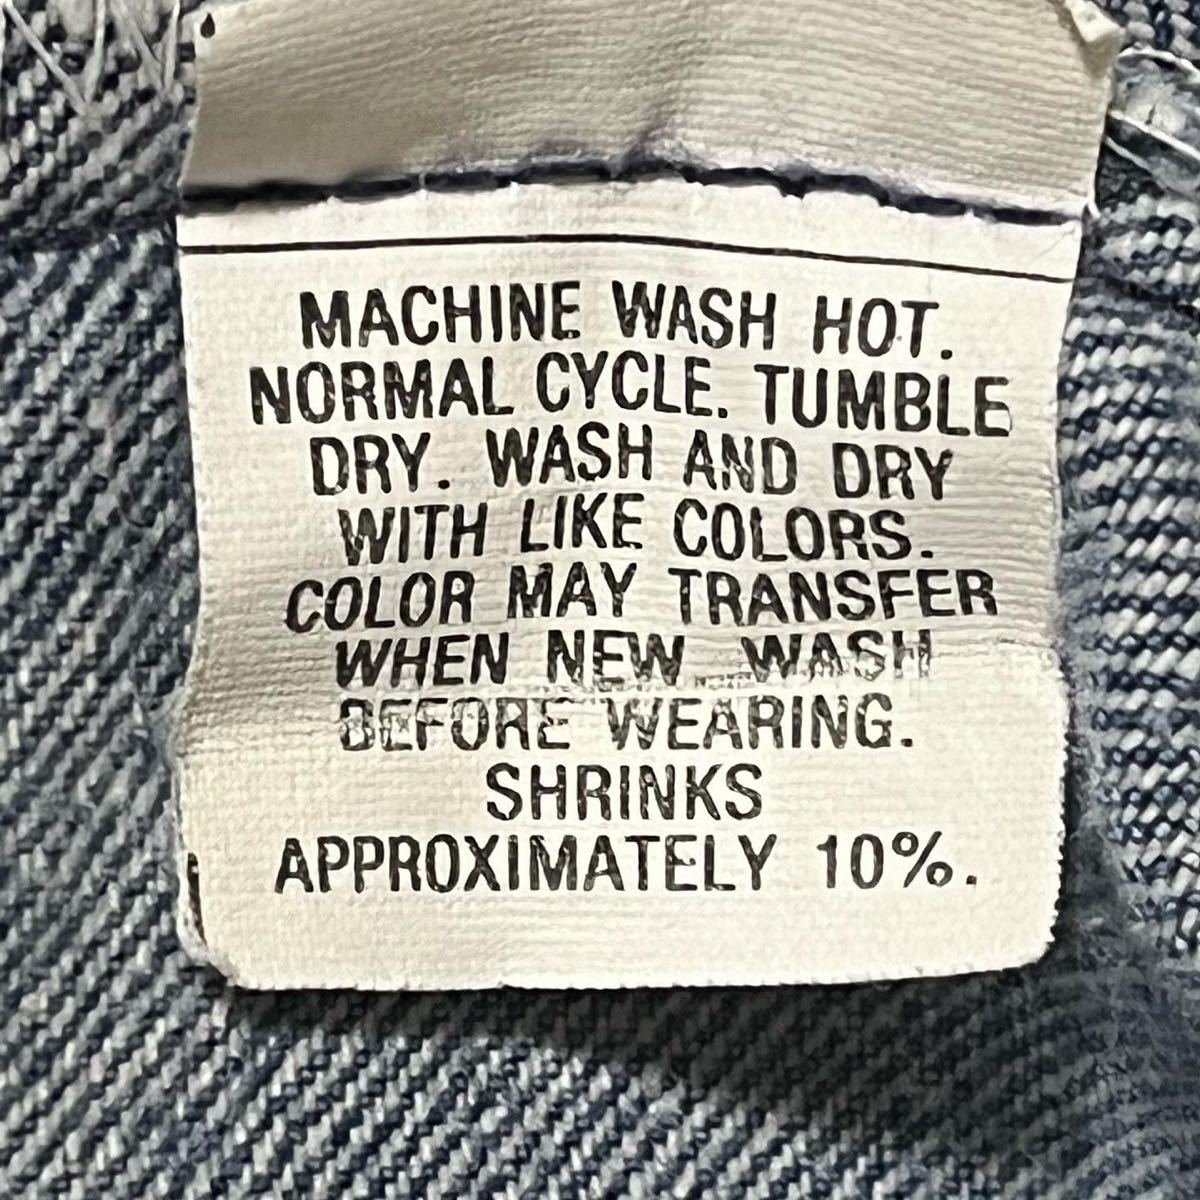 MACHINE WASH HOT.
NORMAL CYCLE. TUMBLE
DRY. WASH AND DRY
WITH LIKE COLORS.
COLOR MAY TRANSFER
WHEN NEW WASH
BEFORE WEARING.
SHRINKS
APPROXIMATELY 10%.